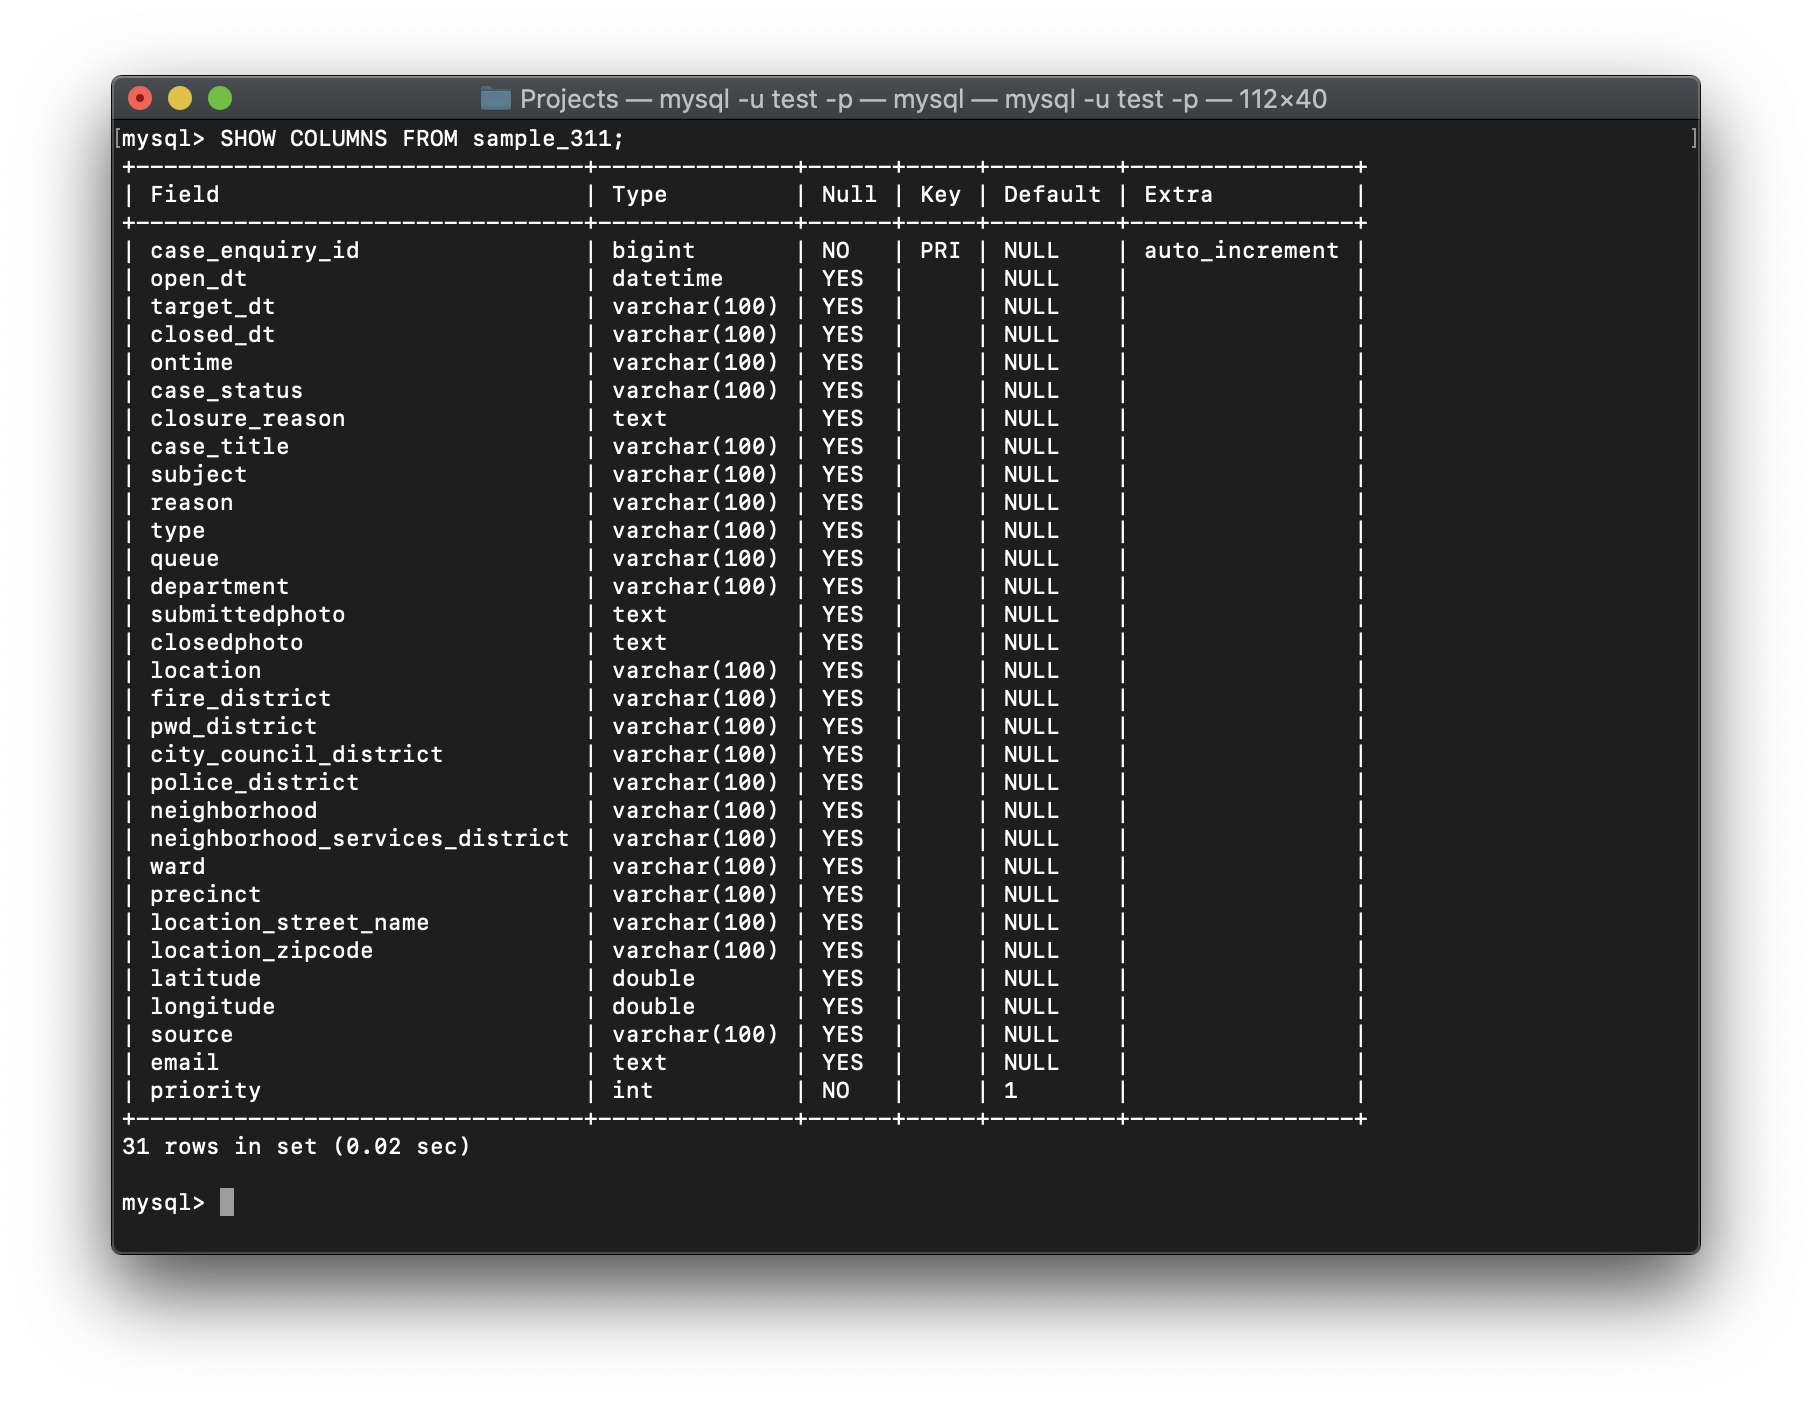 Projects — mysql -u test -p — mysql — mysql -u test -p — 112×40
[mysql> SHOW COLUMNS FROM sample_311; ]
+---------------------------------+--------------+------+-----+---------+----------------+
| Field                           | Type         | Null | Key | Default | Extra          |
+---------------------------------+--------------+------+-----+---------+----------------+
| case_enquiry_id                 | bigint       | NO   | PRI | NULL    | auto_increment |
| open_dt                         | datetime     | YES  |     | NULL    |                |
| target_dt                       | varchar(100) | YES  |     | NULL    |                |
| closed_dt                       | varchar(100) | YES  |     | NULL    |                |
| ontime                          | varchar(100) | YES  |     | NULL    |                |
| case_status                     | varchar(100) | YES  |     | NULL    |                |
| closure_reason                  | text         | YES  |     | NULL    |                |
| case_title                      | varchar(100) | YES  |     | NULL    |                |
| subject                         | varchar(100) | YES  |     | NULL    |                |
| reason                          | varchar(100) | YES  |     | NULL    |                |
| type                            | varchar(100) | YES  |     | NULL    |                |
| queue                           | varchar(100) | YES  |     | NULL    |                |
| department                      | varchar(100) | YES  |     | NULL    |                |
| submittedphoto                  | text         | YES  |     | NULL    |                |
| closedphoto                     | text         | YES  |     | NULL    |                |
| location                        | varchar(100) | YES  |     | NULL    |                |
| fire_district                   | varchar(100) | YES  |     | NULL    |                |
| pwd_district                    | varchar(100) | YES  |     | NULL    |                |
| city_council_district           | varchar(100) | YES  |     | NULL    |                |
| police_district                 | varchar(100) | YES  |     | NULL    |                |
| neighborhood                    | varchar(100) | YES  |     | NULL    |                |
| neighborhood_services_district  | varchar(100) | YES  |     | NULL    |                |
| ward                            | varchar(100) | YES  |     | NULL    |                |
| precinct                        | varchar(100) | YES  |     | NULL    |                |
| location_street_name            | varchar(100) | YES  |     | NULL    |                |
| location_zipcode                | varchar(100) | YES  |     | NULL    |                |
| latitude                        | double       | YES  |     | NULL    |                |
| longitude                       | double       | YES  |     | NULL    |                |
| source                          | varchar(100) | YES  |     | NULL    |                |
| email                           | text         | YES  |     | NULL    |                |
| priority                        | int          | NO   |     | 1       |                |
+---------------------------------+--------------+------+-----+---------+----------------+
31 rows in set (0.02 sec)
mysql>